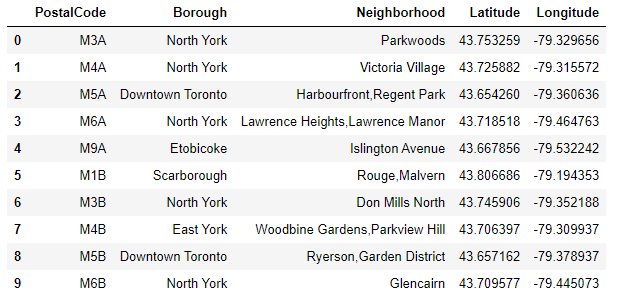 PostalCode Borough Neighborhood Latitude Longitude
0 M3A North York Parkwoods 43.753259 -79.329656
1 M4A North York Victoria Village 43.725882 -79.315572
2 M5A Downtown Toronto Harbourfront,Regent Park 43.654260 -79.360636
3 M6A North York Lawrence Heights,Lawrence Manor 43.718518 -79.464763
4 M9A Etobicoke Islington Avenue 43.667856 -79.532242
5 M1B Scarborough Rouge,Malvern 43.806686 -79.194353
6 M3B North York Don Mills North 43.745906 -79.352188
7 M4B East York Woodbine Gardens,Parkview Hill 43.706397 -79.309937
8 M5B Downtown Toronto Ryerson,Garden District 43.657162 -79.378937
9 M6B North York Glencairn 43.709577 -79.445073